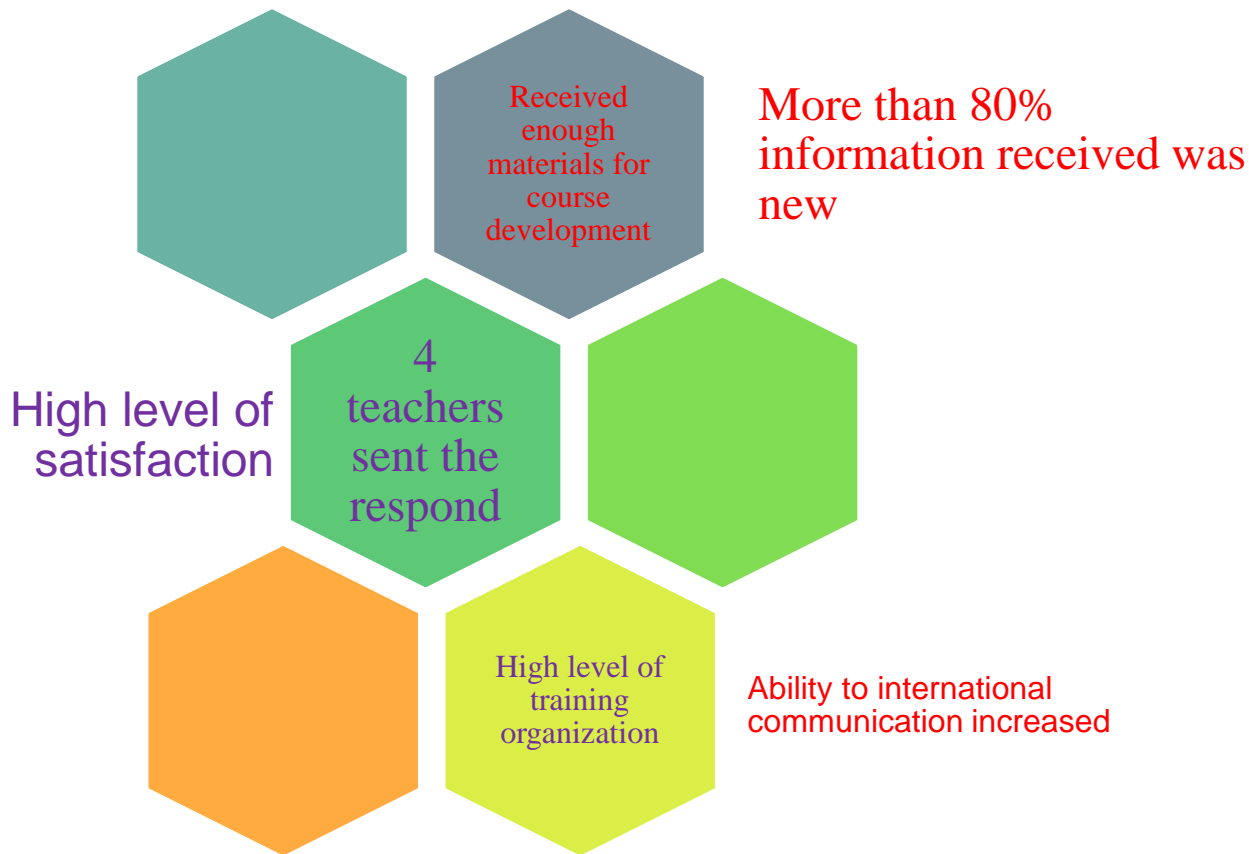 Received
enough
materials for
course
development
More than 80%
information received was
new
High level of
satisfaction
4
teachers
sent the
respond
High level of
training
organization
Ability to international
communication increased